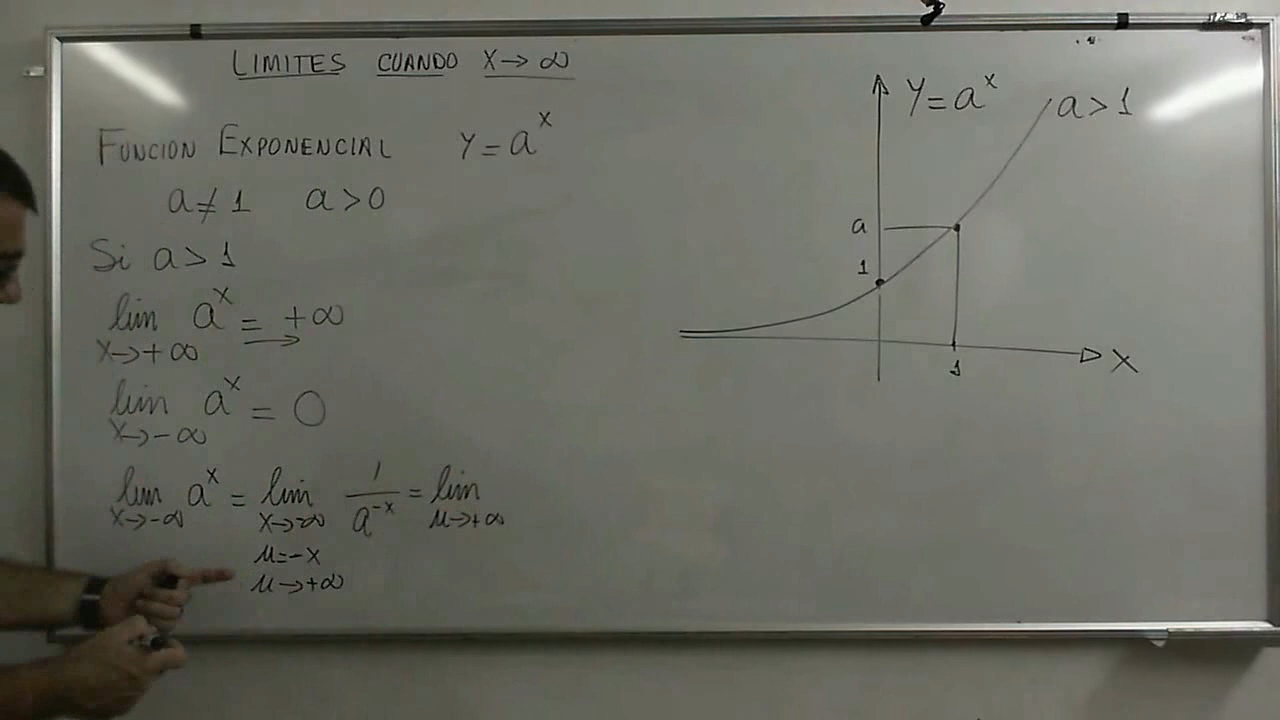 LIMITES CUANDO X→∞
FUNCION EXPONENCIAL Y=a^x
a≠1 a>0
Si a>1
lim a^x = +∞
x→+∞
lim a^x = 0
x→-∞
lim a^x = lim 1/a^-x = lim
x→-∞ x→-∞ u→+∞
u=-x
u→+∞
Y=a^x a>1
a
1
1
X